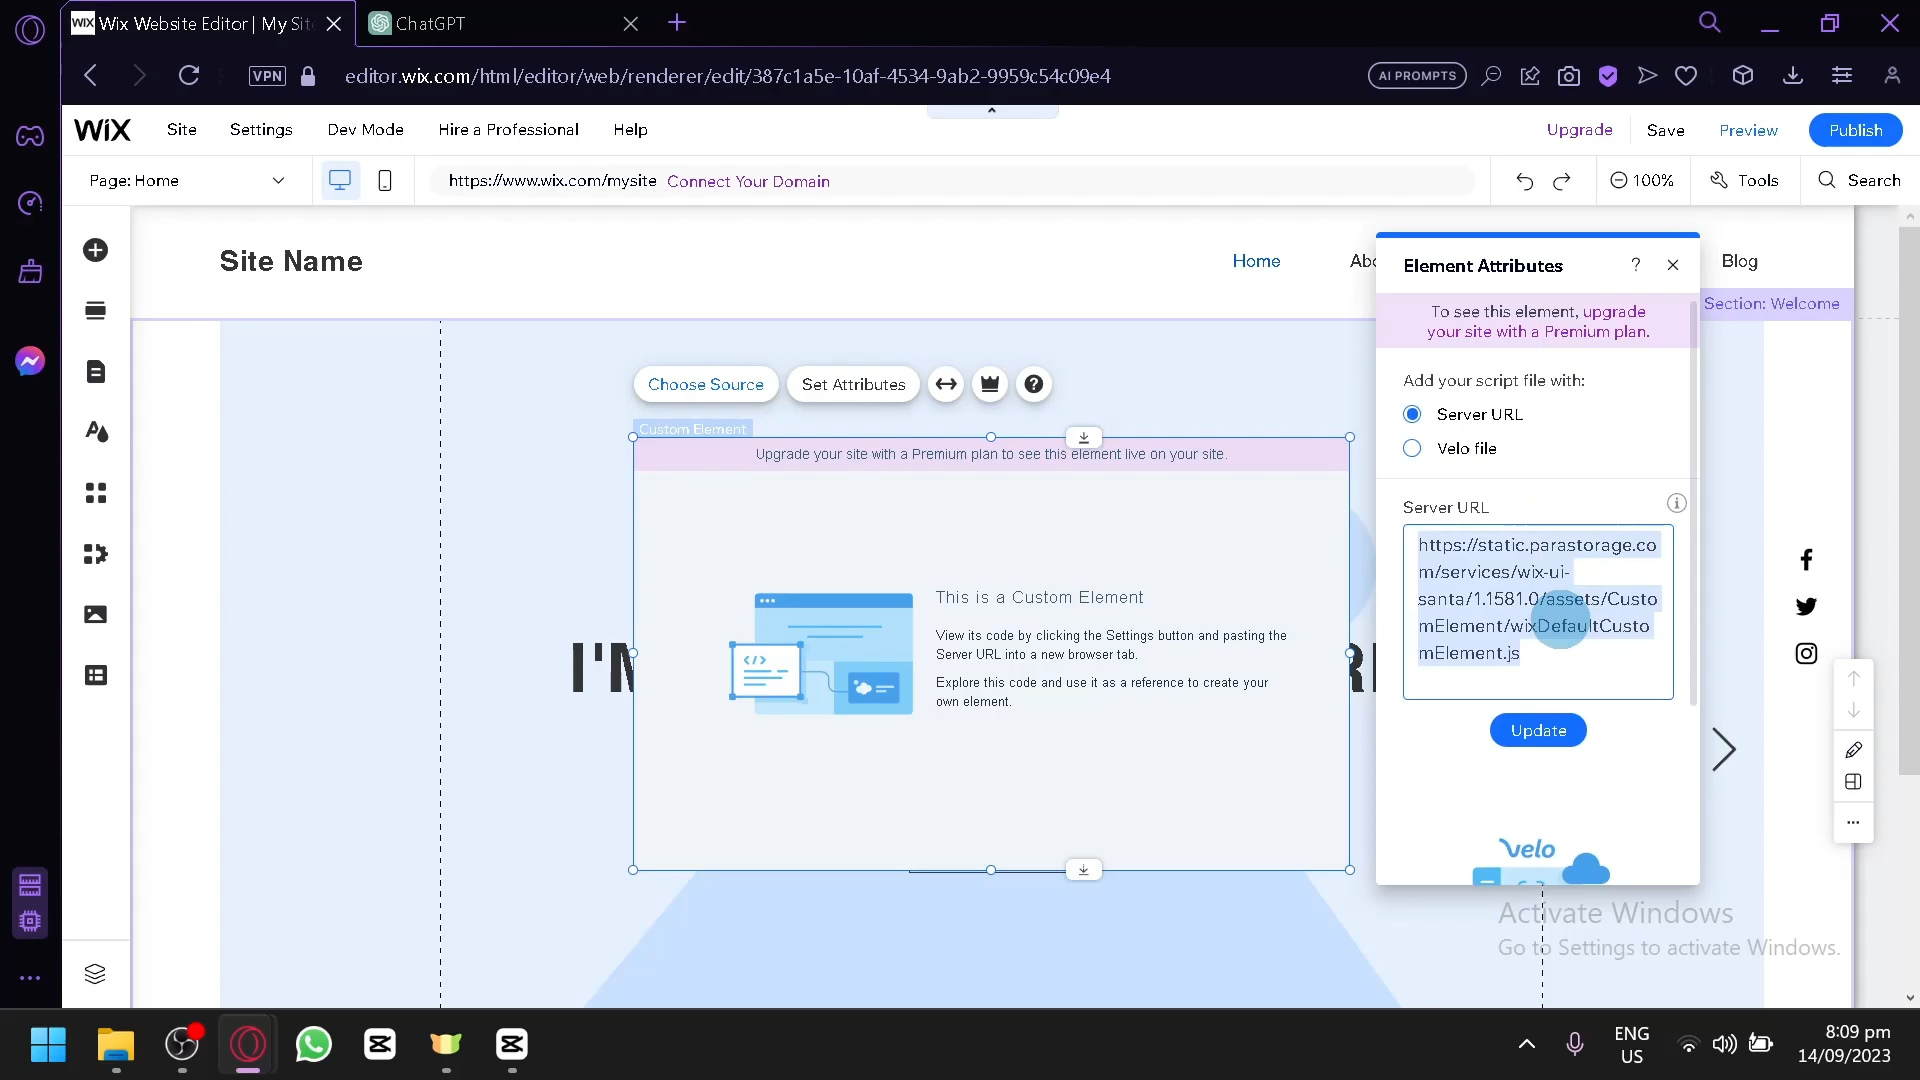 Wix Website Editor | My Sit
ChatGPT
VPN
editor.wix.com/html/editor/web/renderer/edit/387c1a5e-10af-4534-9ab2-9959c54c09e4
AI PROMPTS
WiX
Site
Settings
Dev Mode
Hire a Professional
Help
Upgrade
Save
Preview
Publish
Page: Home
https://www.wix.com/mysite
Connect Your Domain
100%
Tools
Search
Site Name
Home
Abo
Blog
Section: Welcome
Element Attributes
?
To see this element, upgrade
your site with a Premium plan.
Add your script file with:
Server URL
Velo file
Server URL
https://static.parastorage.co
m/services/wix-ui-
santa/1.1581.0/assets/Custo
mElement/wixDefaultCusto
mElement.js
Update
velo
Choose Source
Set Attributes
Custom Element
Upgrade your site with a Premium plan to see this element live on your site.
This is a Custom Element
View its code by clicking the Settings button and pasting the
Server URL into a new browser tab.
Explore this code and use it as a reference to create your
own element.
I'M
Activate Windows
Go to Settings to activate Windows.
ENG
US
8:09 pm
14/09/2023